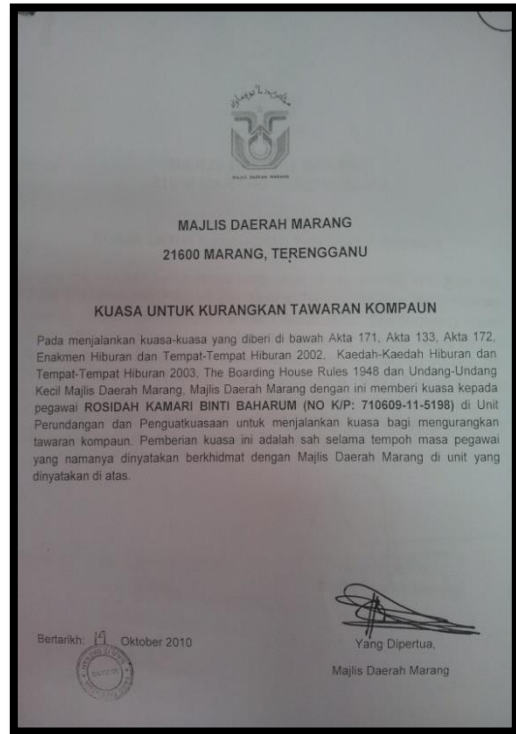 MAJLIS DAERAH MARANG
MAJLIS DAERAH MARANG
21600 MARANG, TERENGGANU
KUASA UNTUK KURANGKAN TAWARAN KOMPAUN
Pada menjalankan kuasa-kuasa yang diberi di bawah Akta 171, Akta 133, Akta 172,
Enakmen Hiburan dan Tempat-Tempat Hiburan 2002, Kaedah-Kaedah Hiburan dan
Tempat-Tempat Hiburan 2003, The Boarding House Rules 1948 dan Undang-Undang
Kecil Majlis Daerah Marang, Majlis Daerah Marang dengan ini memberi kuasa kepada
pegawai ROSIDAH KAMARI BINTI BAHARUM (NO K/P: 710609-11-5198) di Unit
Perundangan dan Penguatkuasaan untuk menjalankan kuasa bagi mengurangkan
tawaran kompaun. Pemberian kuasa ini adalah sah selama tempoh masa pegawai
yang namanya dinyatakan berkhidmat dengan Majlis Daerah Marang di unit yang
dinyatakan di atas.
Bertarikh: 19 Oktober 2010
Yang Dipertua,
Majlis Daerah Marang